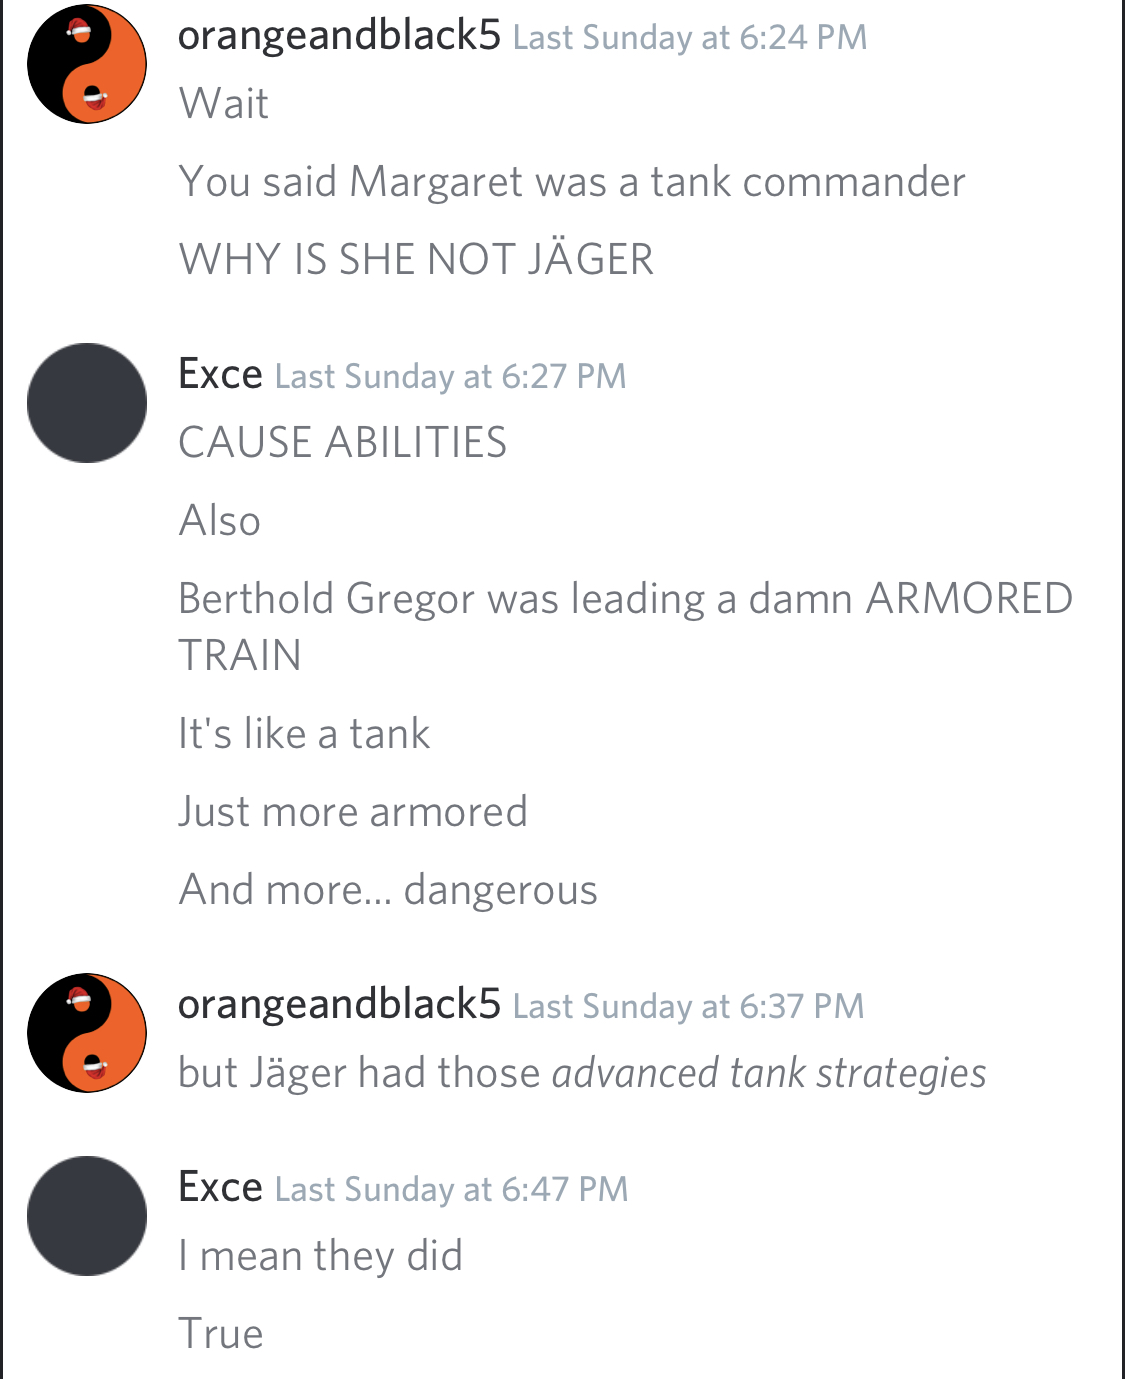 orangeandblack5 Last Sunday at 6:24 PM
Wait
You said Margaret was a tank commander
WHY IS SHE NOT JÄGER
Exce Last Sunday at 6:27 PM
CAUSE ABILITIES
Also
Berthold Gregor was leading a damn ARMORED
TRAIN
It's like a tank
Just more armored
And more... dangerous
orangeandblack5 Last Sunday at 6:37 PM
but Jäger had those advanced tank strategies
Exce Last Sunday at 6:47 PM
I mean they did
True